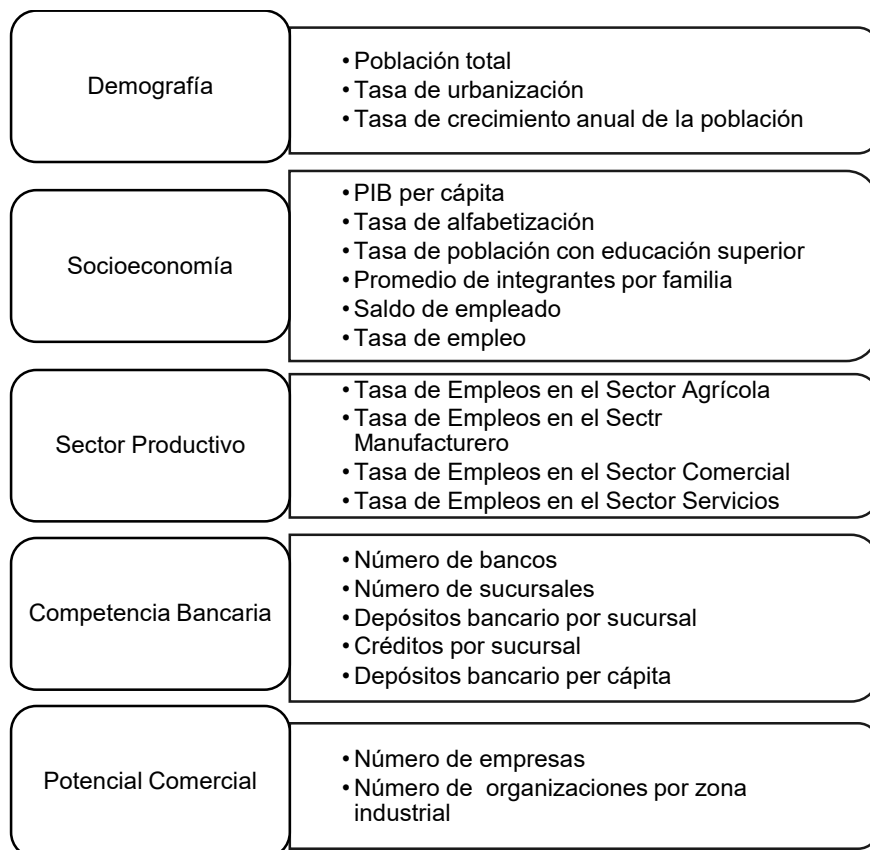 Demografía
• Población total
• Tasa de urbanización
• Tasa de crecimiento anual de la población
Socioeconomía
• PIB per cápita
• Tasa de alfabetización
• Tasa de población con educación superior
• Promedio de integrantes por familia
• Saldo de empleado
• Tasa de empleo
Sector Productivo
• Tasa de Empleos en el Sector Agrícola
• Tasa de Empleos en el Sectr
Manufacturero
• Tasa de Empleos en el Sector Comercial
• Tasa de Empleos en el Sector Servicios
Competencia Bancaria
• Número de bancos
• Número de sucursales
• Depósitos bancario por sucursal
• Créditos por sucursal
• Depósitos bancario per cápita
Potencial Comercial
• Número de empresas
• Número de organizaciones por zona
industrial